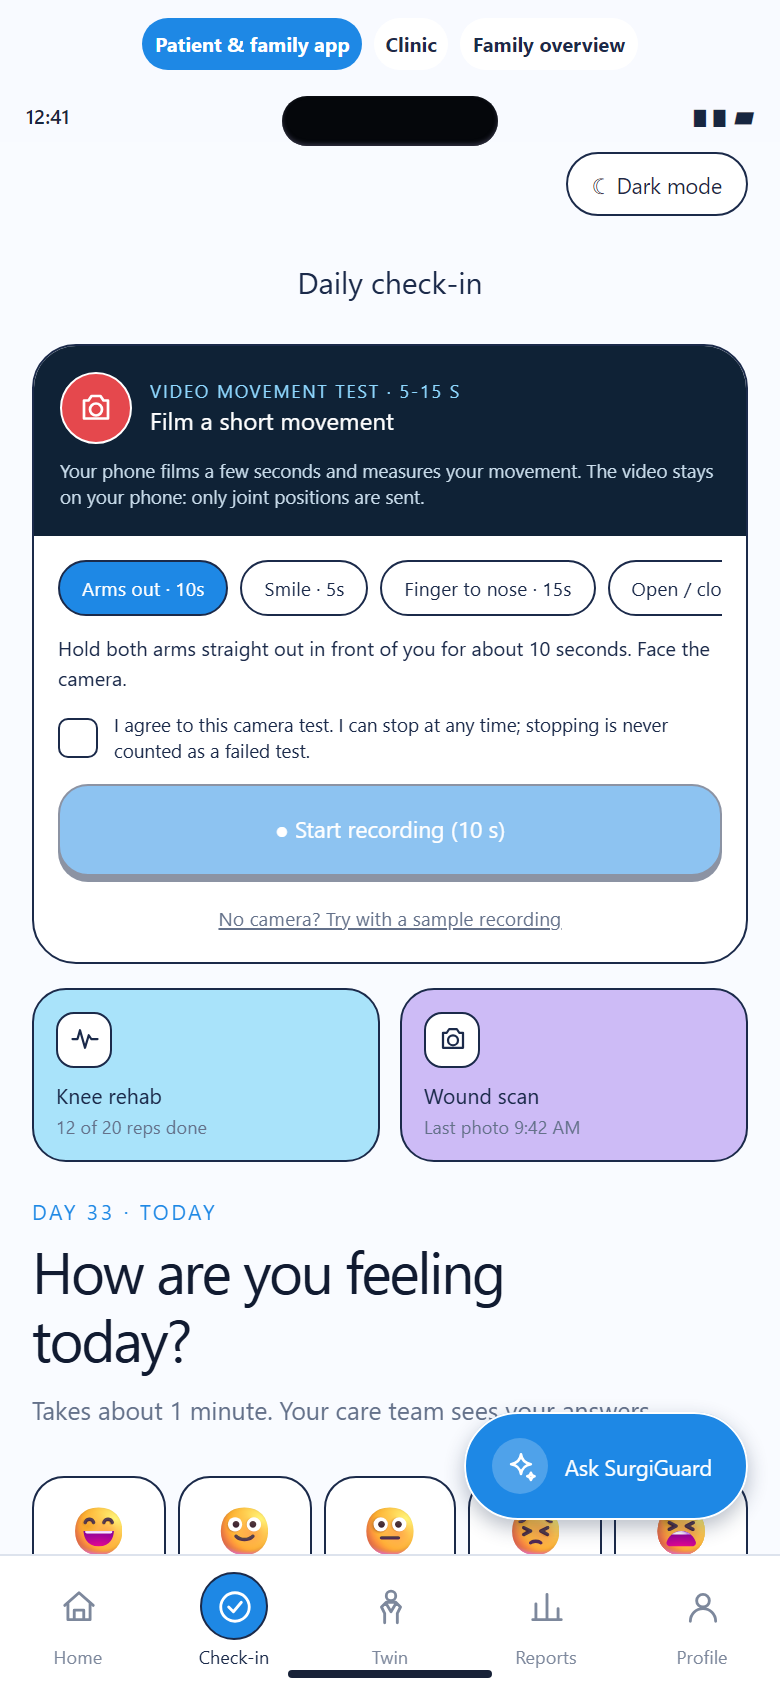 Patient & family app
Clinic
Family overview
12:41
☾ Dark mode
Daily check-in
VIDEO MOVEMENT TEST · 5-15 S
Film a short movement
Your phone films a few seconds and measures your movement. The video stays
on your phone: only joint positions are sent.
Arms out · 10s
Smile · 5s
Finger to nose · 15s
Open / clo
Hold both arms straight out in front of you for about 10 seconds. Face the
camera.
I agree to this camera test. I can stop at any time; stopping is never
counted as a failed test.
● Start recording (10 s)
No camera? Try with a sample recording
Knee rehab
12 of 20 reps done
Wound scan
Last photo 9:42 AM
DAY 33 · TODAY
How are you feeling
today?
Takes about 1 minute. Your care team sees your answers
Ask SurgiGuard
Home
Check-in
Twin
Reports
Profile